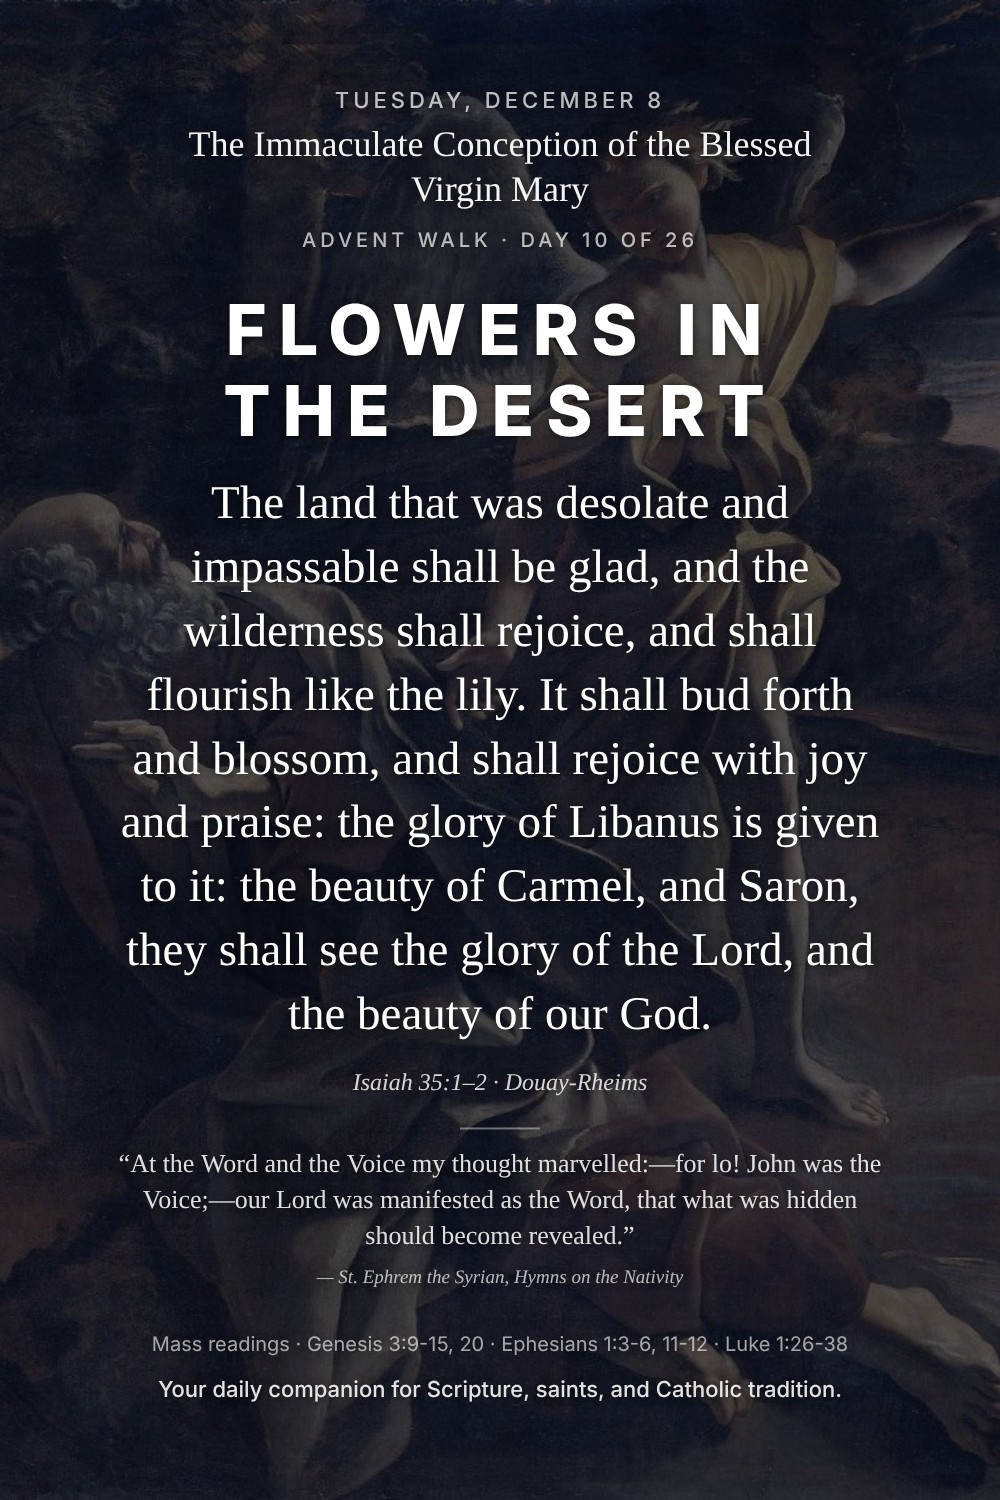 TUESDAY, DECEMBER 8
The Immaculate Conception of the Blessed
Virgin Mary
ADVENT WALK · DAY 10 OF 26
FLOWERS IN
THE DESERT
The land that was desolate and
impassable shall be glad, and the
wilderness shall rejoice, and shall
flourish like the lily. It shall bud forth
and blossom, and shall rejoice with joy
and praise: the glory of Libanus is given
to it: the beauty of Carmel, and Saron,
they shall see the glory of the Lord, and
the beauty of our God.
Isaiah 35:1–2 · Douay-Rheims
“At the Word and the Voice my thought marvelled:—for lo! John was the
Voice;—our Lord was manifested as the Word, that what was hidden
should become revealed.”
— St. Ephrem the Syrian, Hymns on the Nativity
Mass readings · Genesis 3:9-15, 20 · Ephesians 1:3-6, 11-12 · Luke 1:26-38
Your daily companion for Scripture, saints, and Catholic tradition.